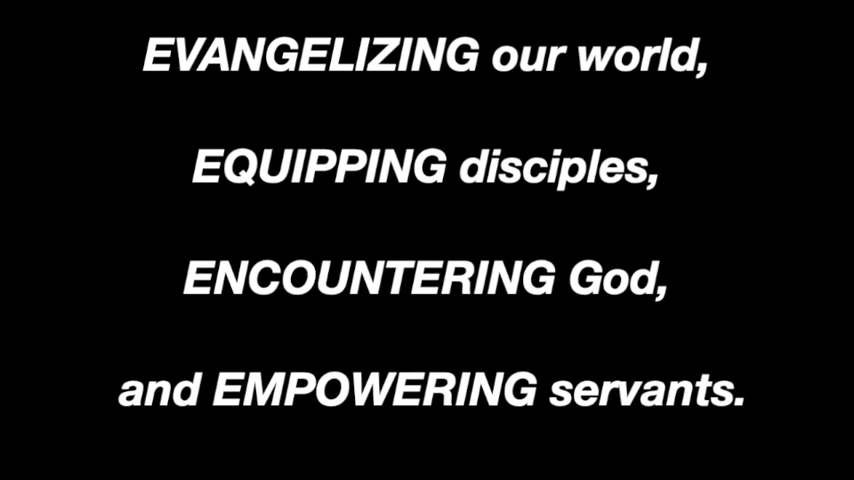 EVANGELIZING our world,
EQUIPPING disciples,
ENCOUNTERING God,
and EMPOWERING servants.